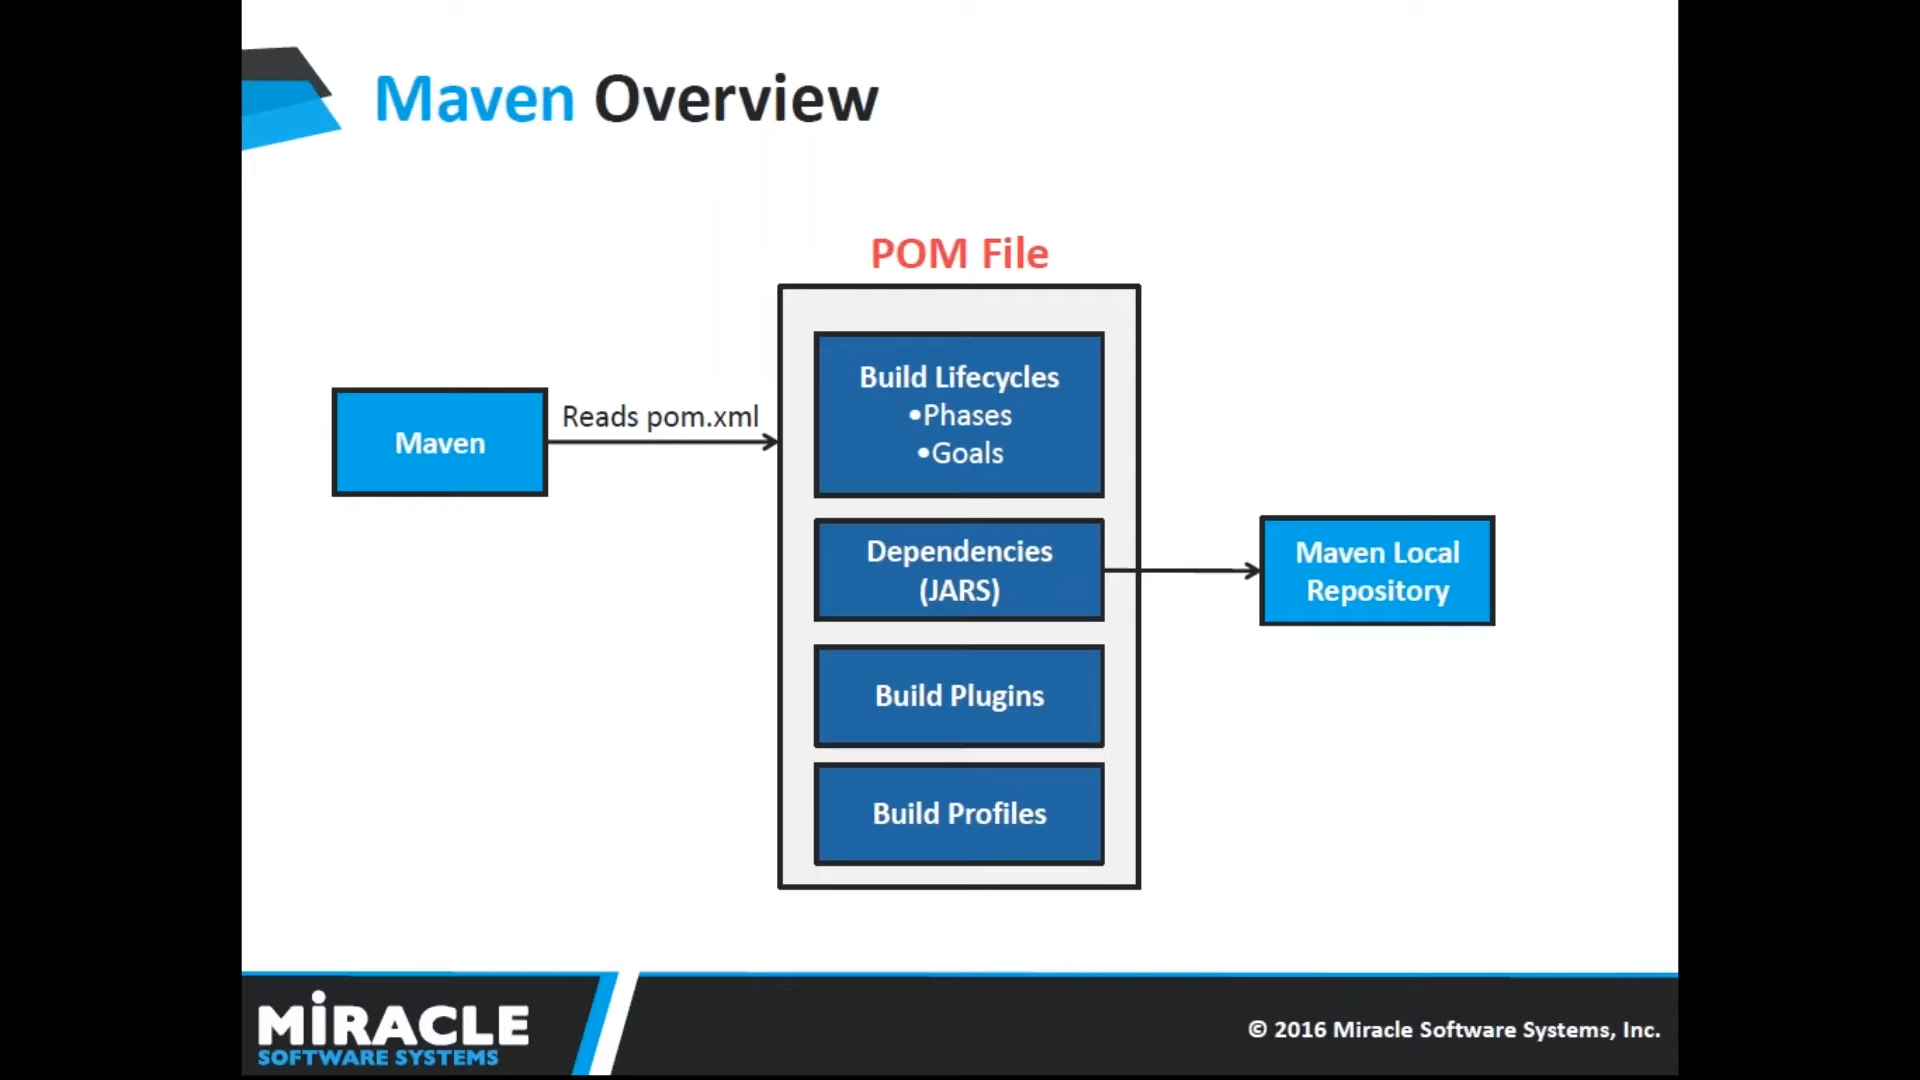 Maven Overview
POM File
Maven
Reads pom.xml
Build Lifecycles
•Phases
•Goals
Dependencies
(JARS)
Maven Local
Repository
Build Plugins
Build Profiles
MiRACLE
SOFTWARE SYSTEMS
© 2016 Miracle Software Systems, Inc.